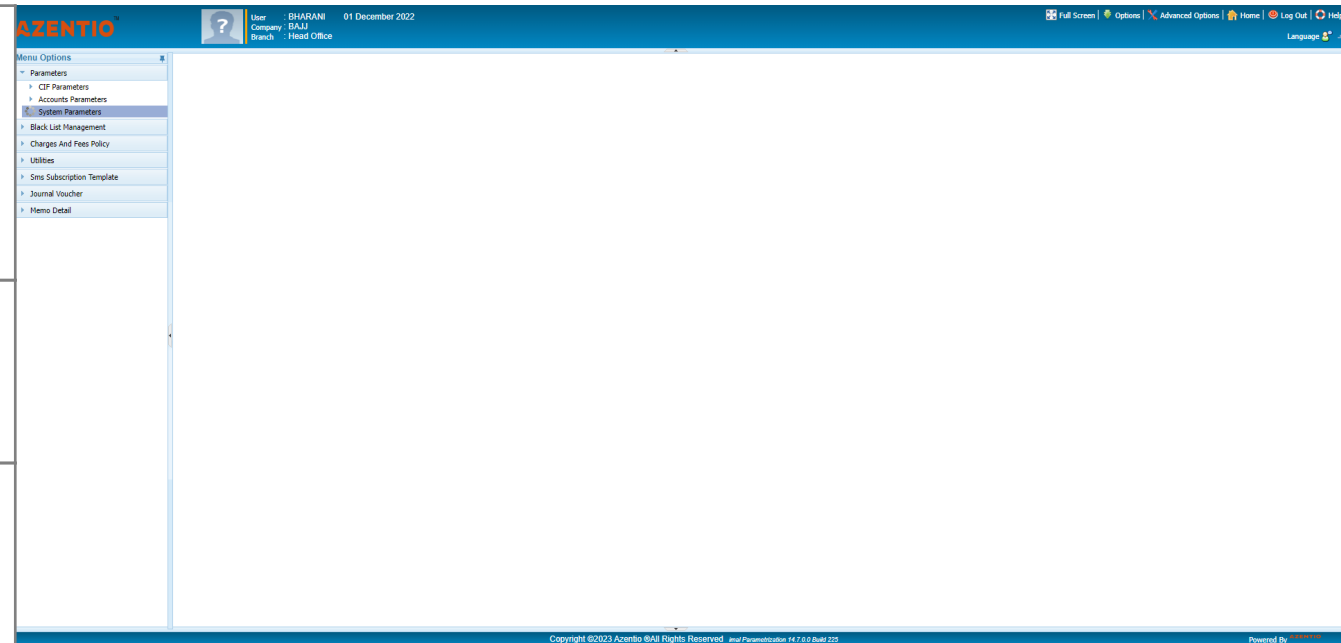 AZENTIO™
User : BHARANI 01 December 2022
Company : BAJJ
Branch : Head Office
Full Screen | Options | Advanced Options | Home | Log Out | Help
Language
Menu Options
Parameters
CIF Parameters
Accounts Parameters
System Parameters
Black List Management
Charges And Fees Policy
Utilities
Sms Subscription Template
Journal Voucher
Memo Detail
Copyright ©2023 Azentio ®All Rights Reserved imal Parametrization 14.7.0.0 Build 225
Powered By AZENTIO